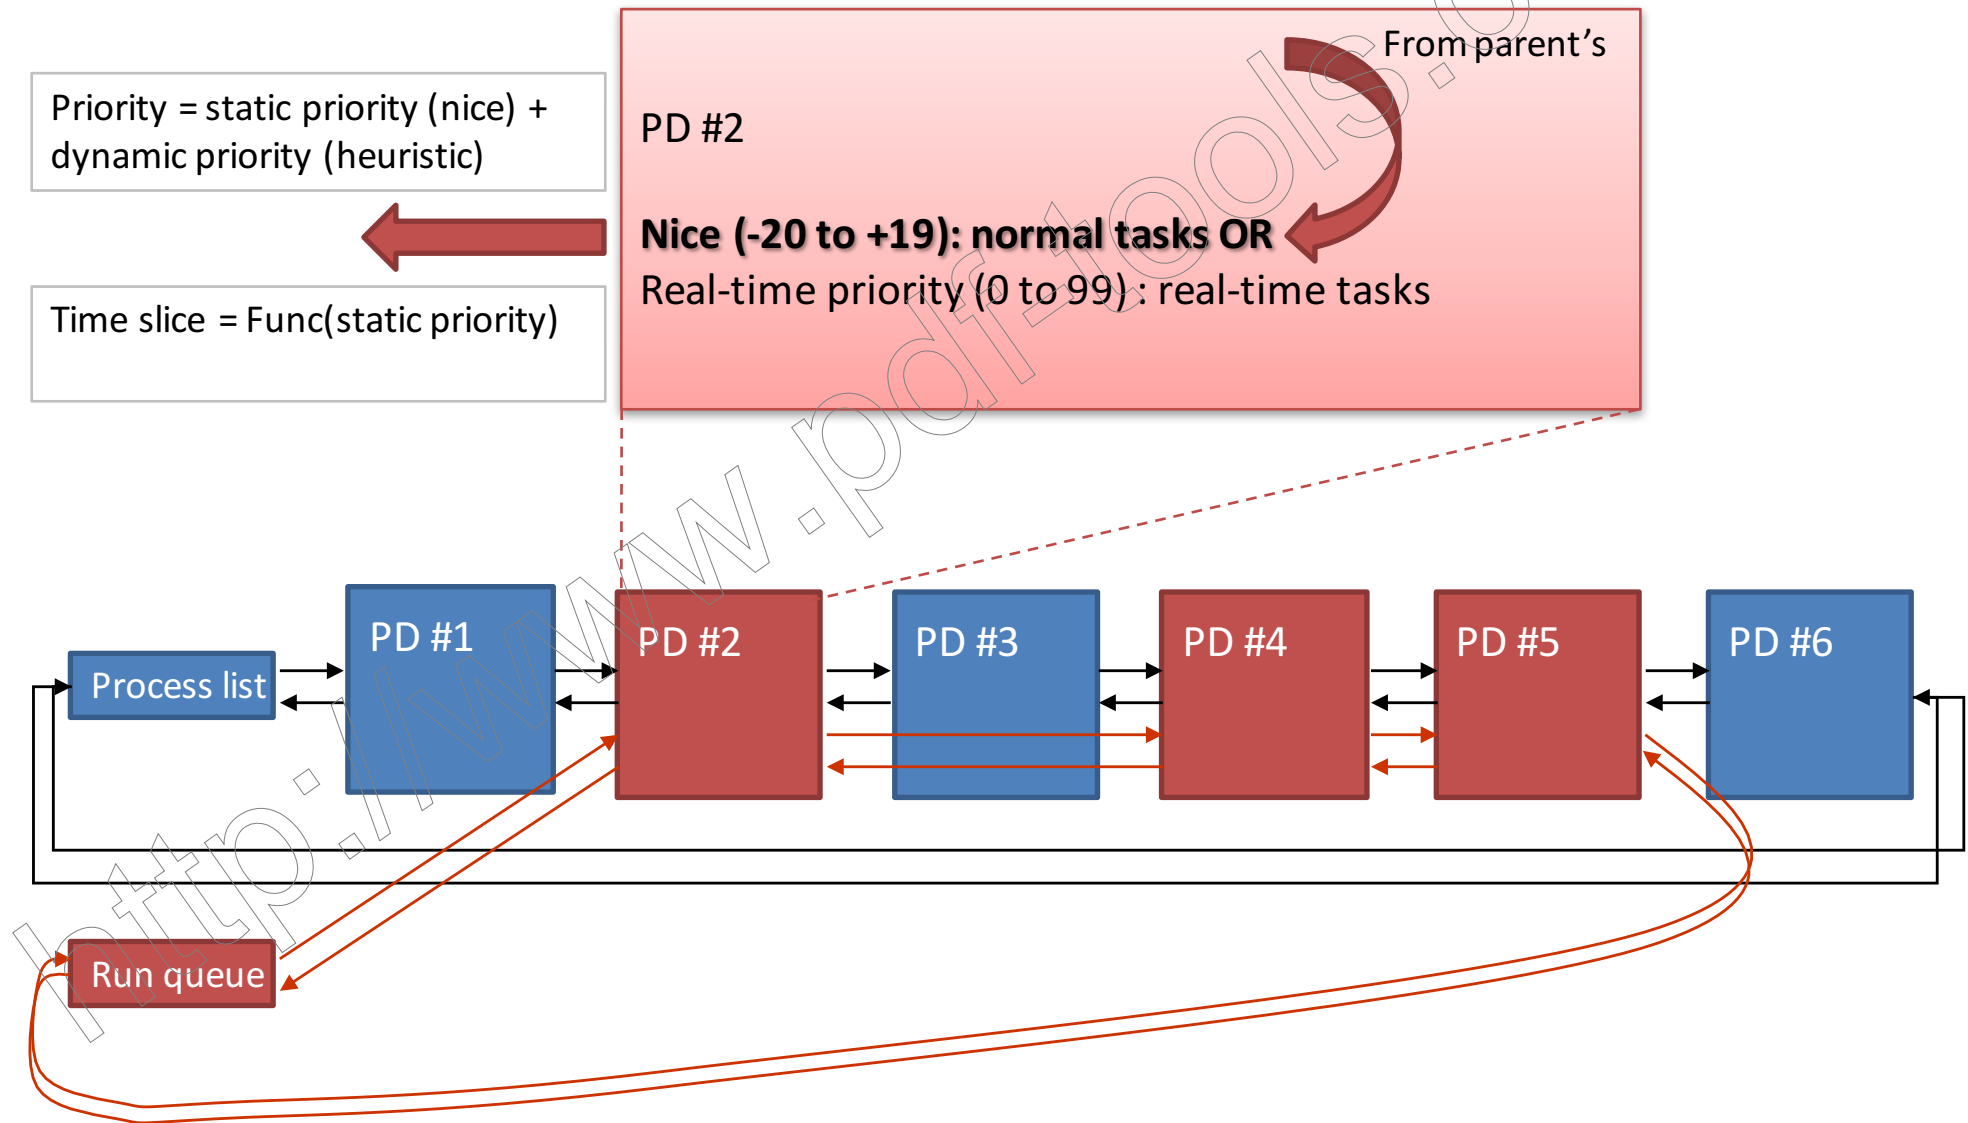 From parent's
Priority = static priority (nice) +
dynamic priority (heuristic)
PD #2
Nice (-20 to +19): normal tasks OR
Real-time priority (0 to 99) : real-time tasks
Time slice = Func(static priority)
PD #1
PD #2
PD #3
PD #4
PD #5
PD #6
Process list
Run queue
http://www.pdf-tools.c